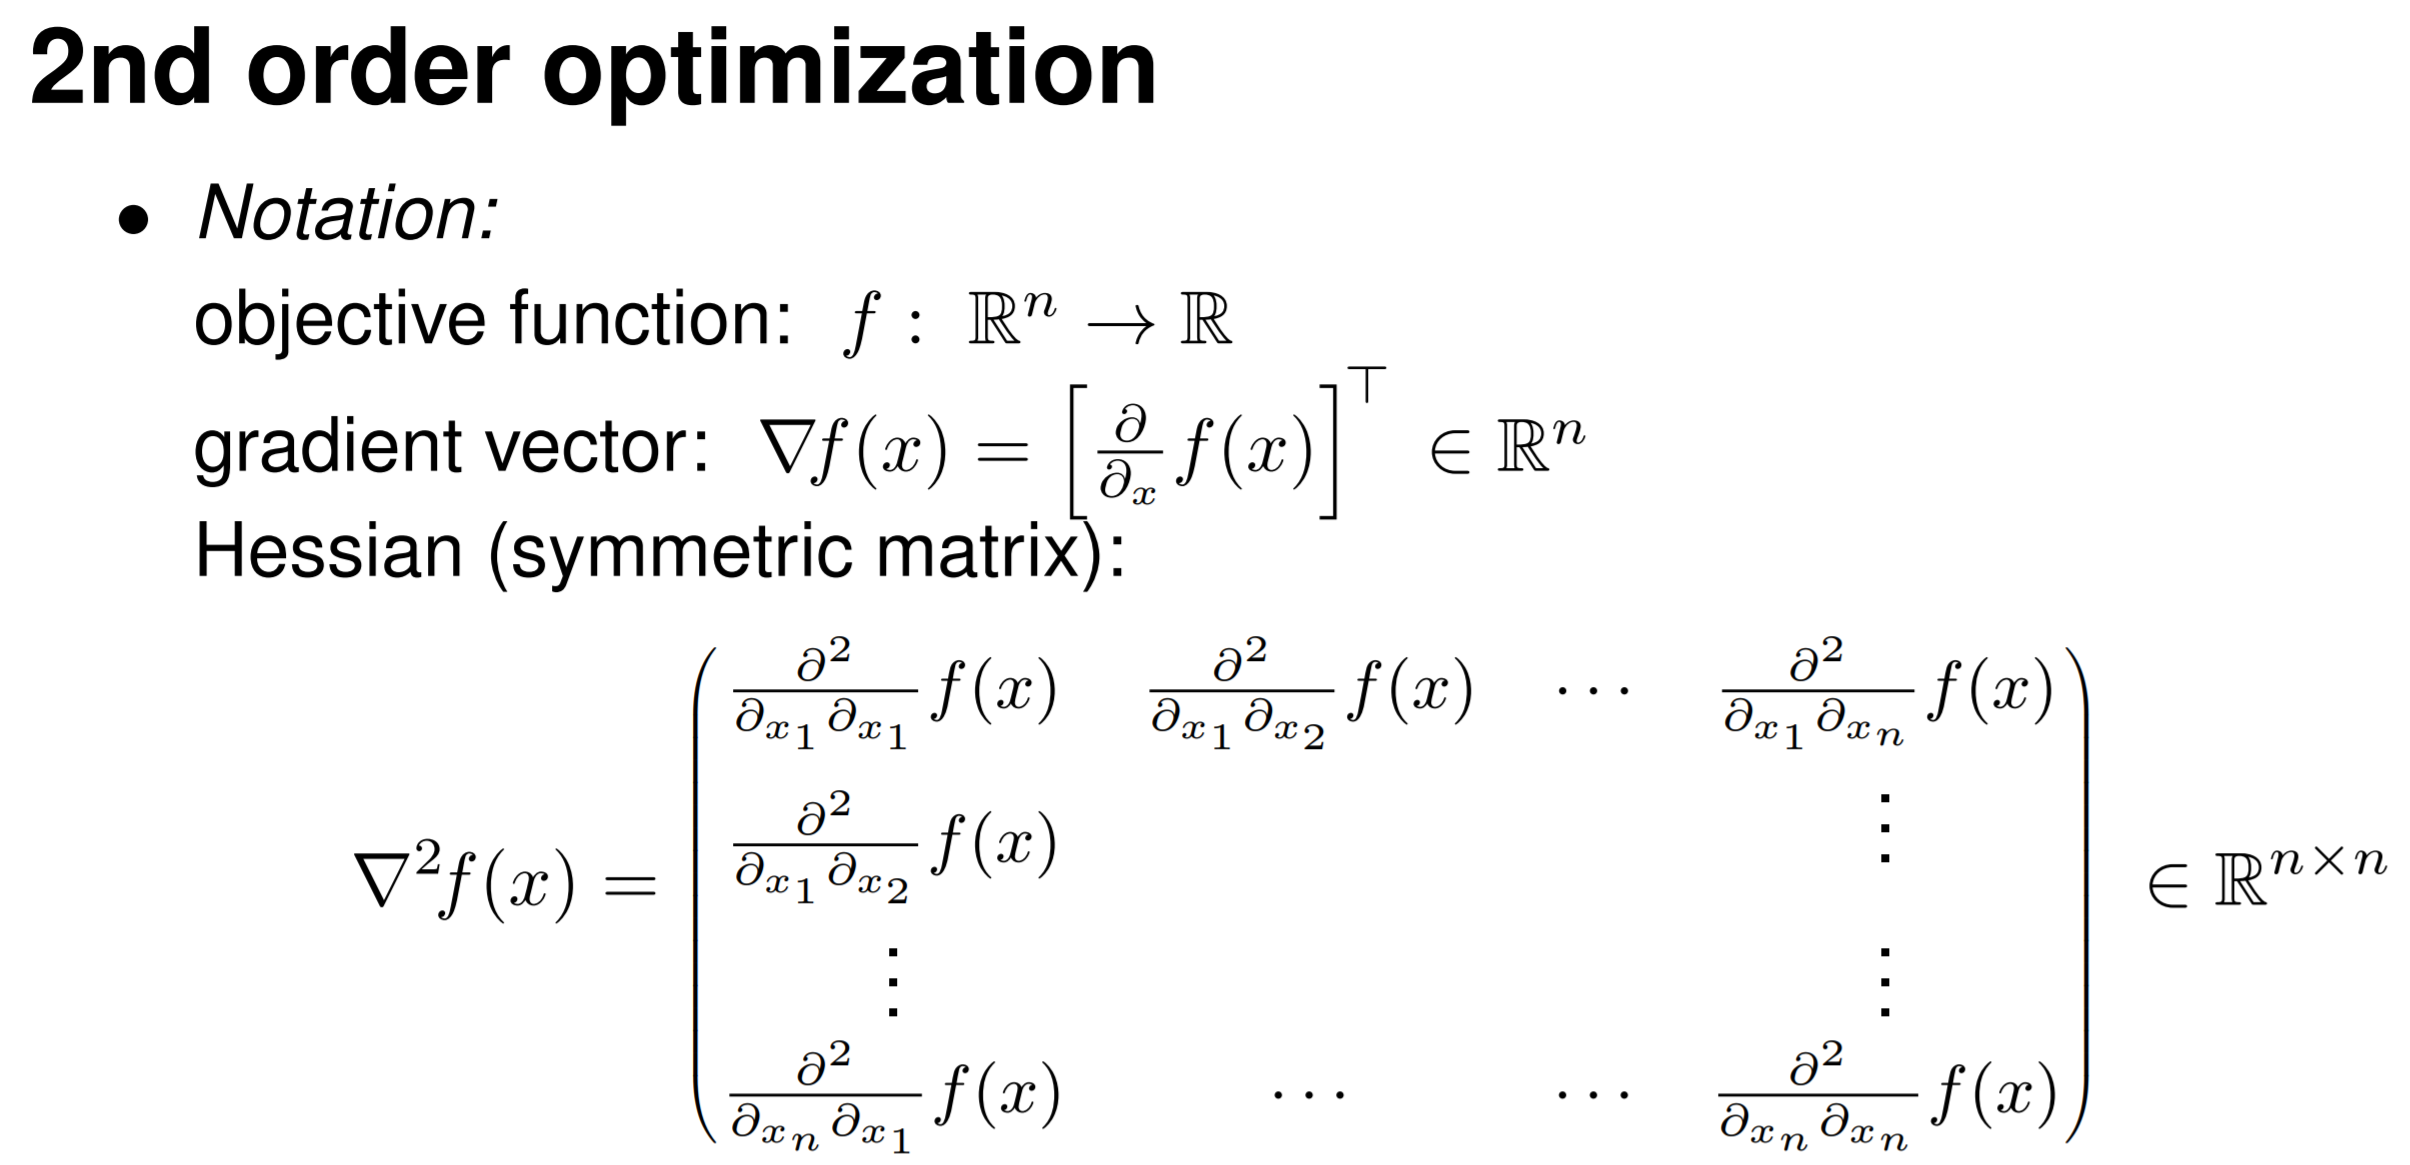 2nd order optimization
• Notation:
objective function: $f : \mathbb{R}^n \to \mathbb{R}$
gradient vector: $\nabla f(x) = \left[ \frac{\partial}{\partial_x} f(x) \right]^\top \in \mathbb{R}^n$
Hessian (symmetric matrix):
$\nabla^2 f(x) = \begin{pmatrix} \frac{\partial^2}{\partial_{x_1} \partial_{x_1}} f(x) & \frac{\partial^2}{\partial_{x_1} \partial_{x_2}} f(x) & \cdots & \frac{\partial^2}{\partial_{x_1} \partial_{x_n}} f(x) \\ \frac{\partial^2}{\partial_{x_1} \partial_{x_2}} f(x) & & & \vdots \\ \vdots & & & \vdots \\ \frac{\partial^2}{\partial_{x_n} \partial_{x_1}} f(x) & \cdots & \cdots & \frac{\partial^2}{\partial_{x_n} \partial_{x_n}} f(x) \end{pmatrix} \in \mathbb{R}^{n \times n}$